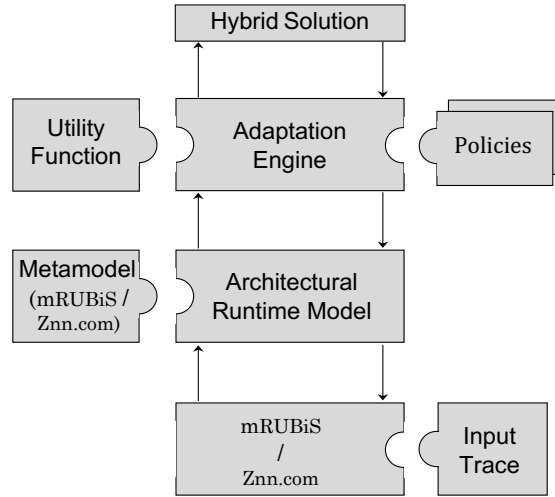 Hybrid Solution
Utility
Function
Adaptation
Engine
Policies
Metamodel
(mRUBiS /
Znn.com)
Architectural
Runtime Model
mRUBiS
/
Znn.com
Input
Trace